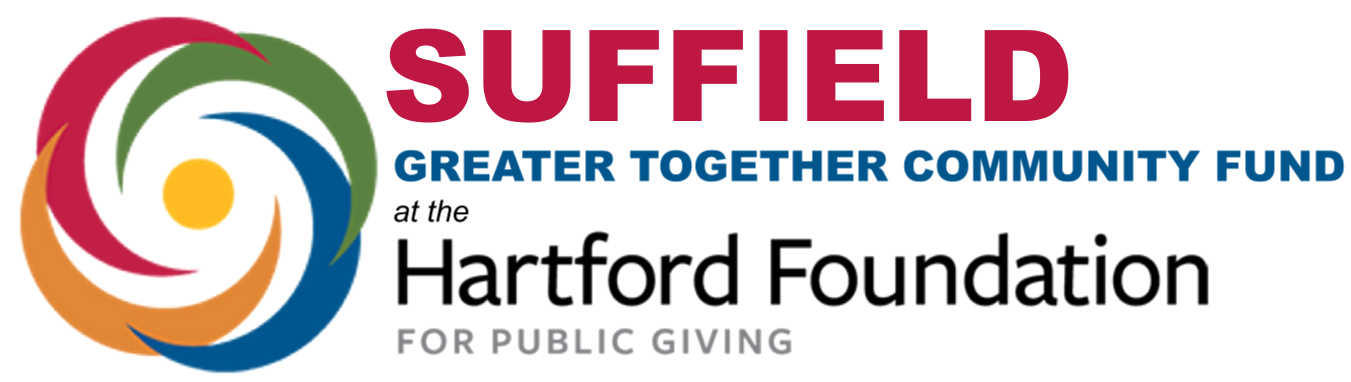 SUFFIELD
GREATER TOGETHER COMMUNITY FUND
at the
Hartford Foundation
FOR PUBLIC GIVING